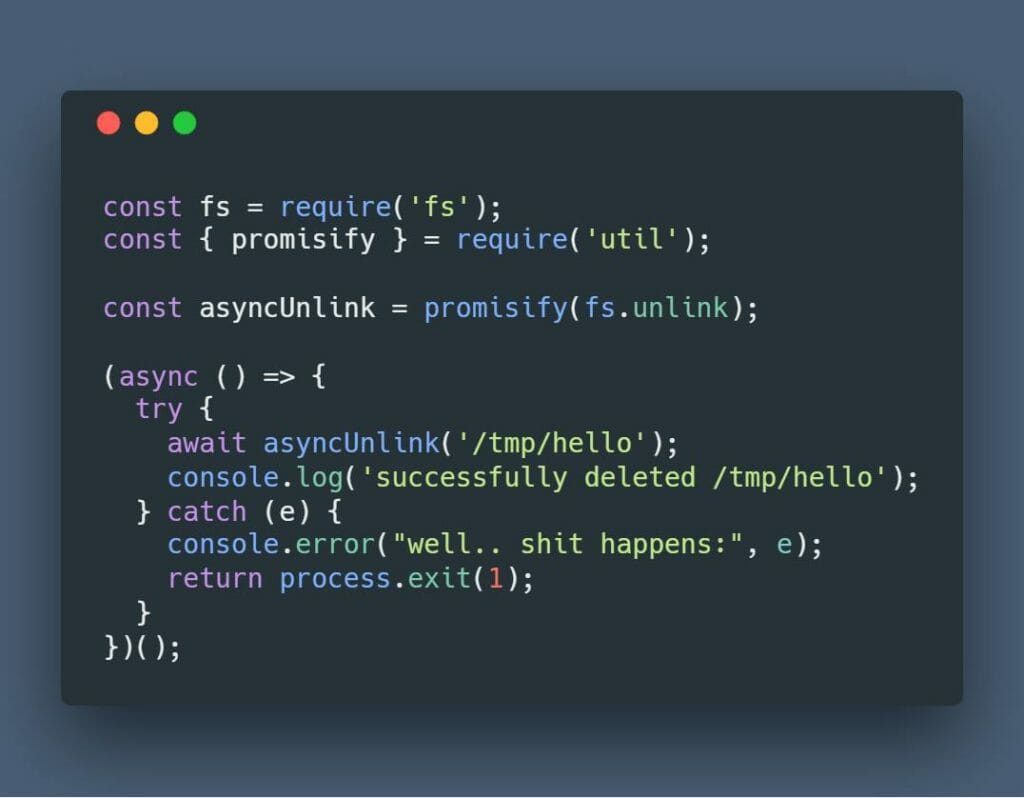 const fs = require('fs');
const { promisify } = require('util');

const asyncUnlink = promisify(fs.unlink);

(async () => {
  try {
    await asyncUnlink('/tmp/hello');
    console.log('successfully deleted /tmp/hello');
  } catch (e) {
    console.error("well.. shit happens:", e);
    return process.exit(1);
  }
})();